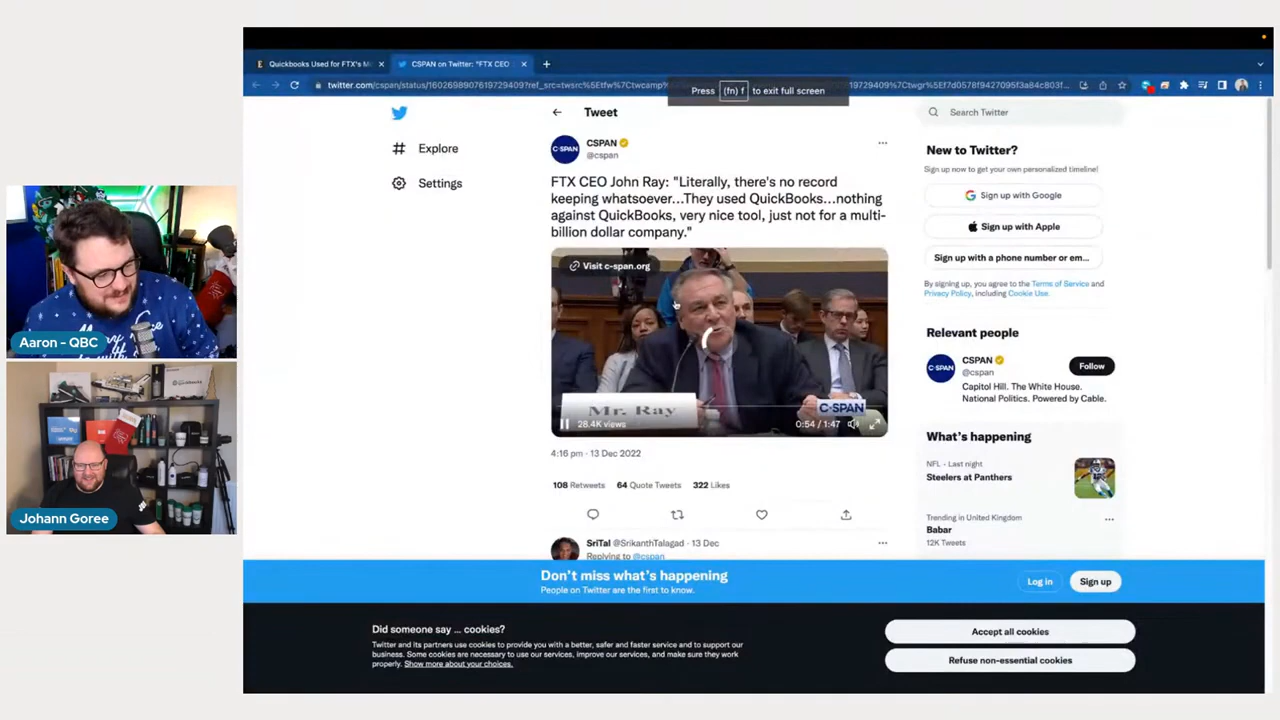 Quickbooks Used for FTX's M
CSPAN on Twitter: "FTX CEO
twitter.com/cspan/status/1602698907619729409?ref_src=twsrc%5Etfw%7Ctwcamp%
19729409%7Ctwgr%5Ef7d0578f9427095f3a84c803f...
Press (fn) f to exit full screen
Explore
Settings
Tweet
C-SPAN
CSPAN
@cspan
FTX CEO John Ray: "Literally, there's no record
keeping whatsoever...They used QuickBooks...nothing
against QuickBooks, very nice tool, just not for a multi-
billion dollar company."
Visit c-span.org
Mr. Ray
C-SPAN
28.4K views
0:54 / 1:47
4:16 pm · 13 Dec 2022
108 Retweets 64 Quote Tweets 322 Likes
SriTal @SrikanthTalagad · 13 Dec
Replying to @cspan
Search Twitter
New to Twitter?
Sign up now to get your own personalized timeline!
Sign up with Google
Sign up with Apple
Sign up with a phone number or em...
By signing up, you agree to the Terms of Service and
Privacy Policy, including Cookie Use.
Relevant people
C-SPAN
CSPAN
@cspan
Follow
Capitol Hill. The White House.
National Politics. Powered by Cable.
What's happening
NFL · Last night
Steelers at Panthers
Trending in United Kingdom
Babar
12K Tweets
Don't miss what's happening
People on Twitter are the first to know.
Log in
Sign up
Did someone say … cookies?
Twitter and its partners use cookies to provide you with a better, safer and faster service and to support our
business. Some cookies are necessary to use our services, improve our services, and make sure they work
properly. Show more about your choices.
Accept all cookies
Refuse non-essential cookies
Aaron - QBC
Johann Goree